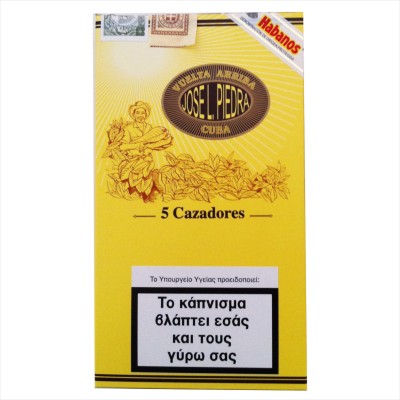 Habanos
VUELTA ARRIBA
JOSE L. PIEDRA
CUBA
5 Cazadores
Το Υπουργείο Υγείας προειδοποιεί:
Το κάπνισμα
βλάπτει εσάς
και τους
γύρω σας